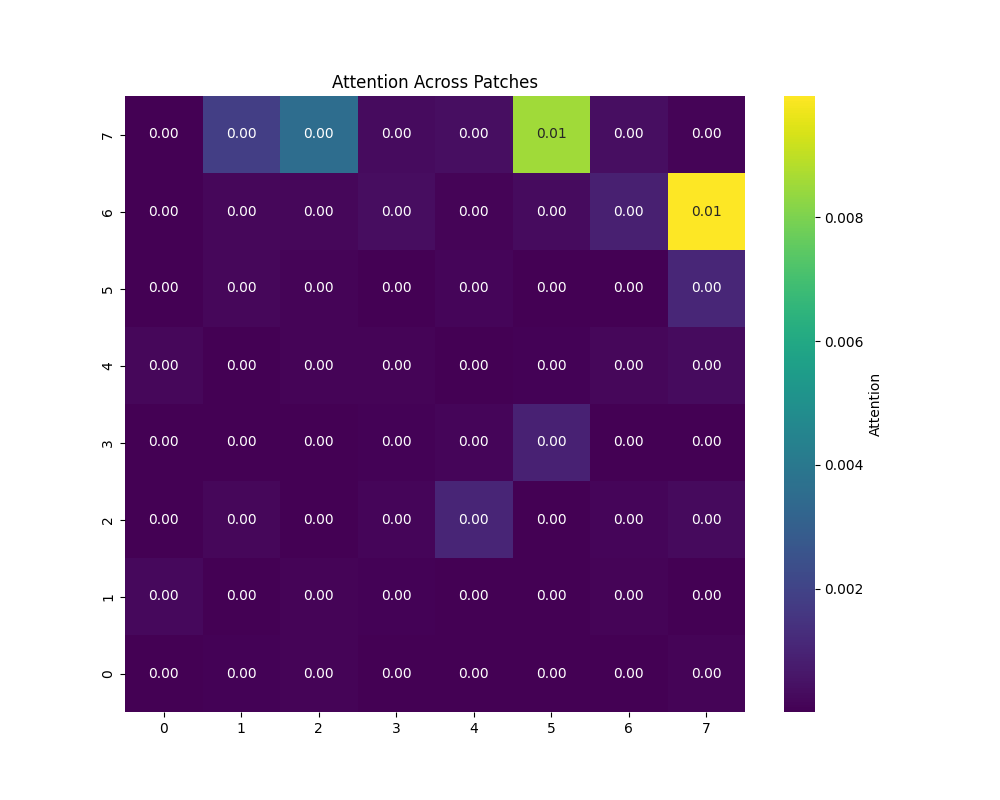 Attention Across Patches
7 0.00 0.00 0.00 0.00 0.00 0.01 0.00 0.00
6 0.00 0.00 0.00 0.00 0.00 0.00 0.00 0.01
5 0.00 0.00 0.00 0.00 0.00 0.00 0.00 0.00
4 0.00 0.00 0.00 0.00 0.00 0.00 0.00 0.00
3 0.00 0.00 0.00 0.00 0.00 0.00 0.00 0.00
2 0.00 0.00 0.00 0.00 0.00 0.00 0.00 0.00
1 0.00 0.00 0.00 0.00 0.00 0.00 0.00 0.00
0 0.00 0.00 0.00 0.00 0.00 0.00 0.00 0.00
0 1 2 3 4 5 6 7
0.008
0.006
0.004
0.002
Attention